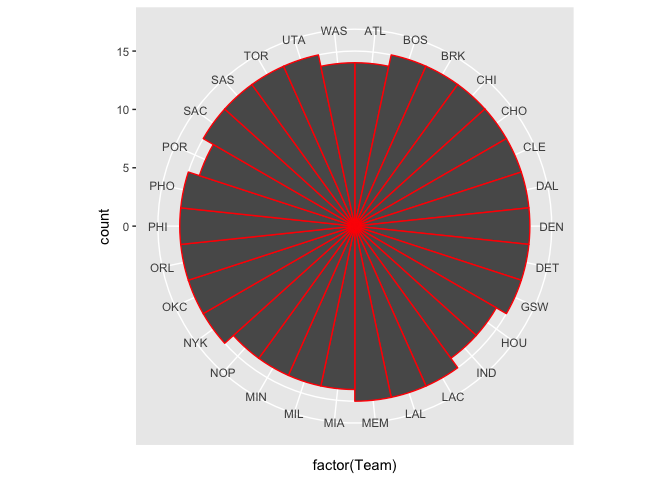 WAS ATL
UTA BOS
TOR BRK
SAS CHI
SAC CHO
POR CLE
PHO DAL
PHI DEN
ORL DET
OKC GSW
NYK HOU
NOP IND
MIN LAC
MIL LAL
MIA MEM
15
10
5
0
count
factor(Team)